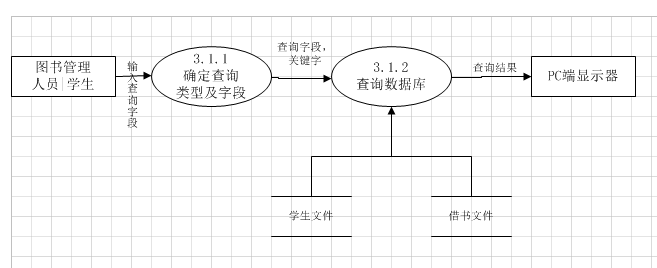 图书管理
人员|学生
输入查询字段
3.1.1
确定查询
类型及字段
查询字段，
关键字
3.1.2
查询数据库
查询结果
PC端显示器
学生文件
借书文件